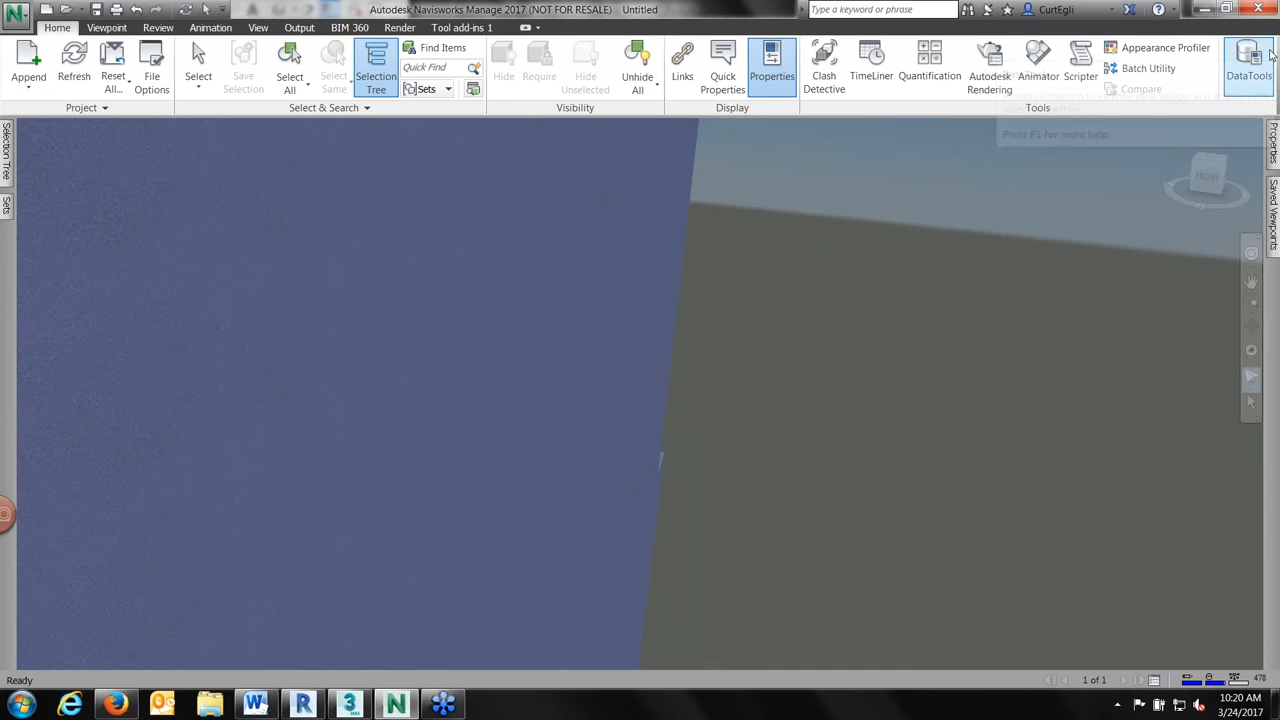 Autodesk Navisworks Manage 2017 (NOT FOR RESALE) Untitled
Type a keyword or phrase
CurtEgli
Home Viewpoint Review Animation View Output BIM 360 Render Tool add-ins 1
Append Refresh Reset All... File Options
Select Save Selection Select All Select Same Selection Tree
Find Items
Quick Find
Sets
Hide Require Hide Unselected Unhide All
Links Quick Properties Properties
Clash Detective TimeLiner Quantification Autodesk Rendering Animator Scripter
Appearance Profiler
Batch Utility
Compare
DataTools
Project Select & Search Visibility Display Tools
Press F1 for more help
Selection Tree
Sets
Properties
Saved Viewpoints
FRONT
Ready
1 of 1
478
10:20 AM
3/24/2017